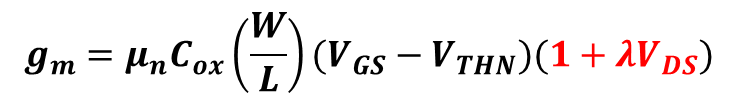 g_m = μ_n C_ox (W/L) (V_GS − V_THN)(1 + λV_DS)